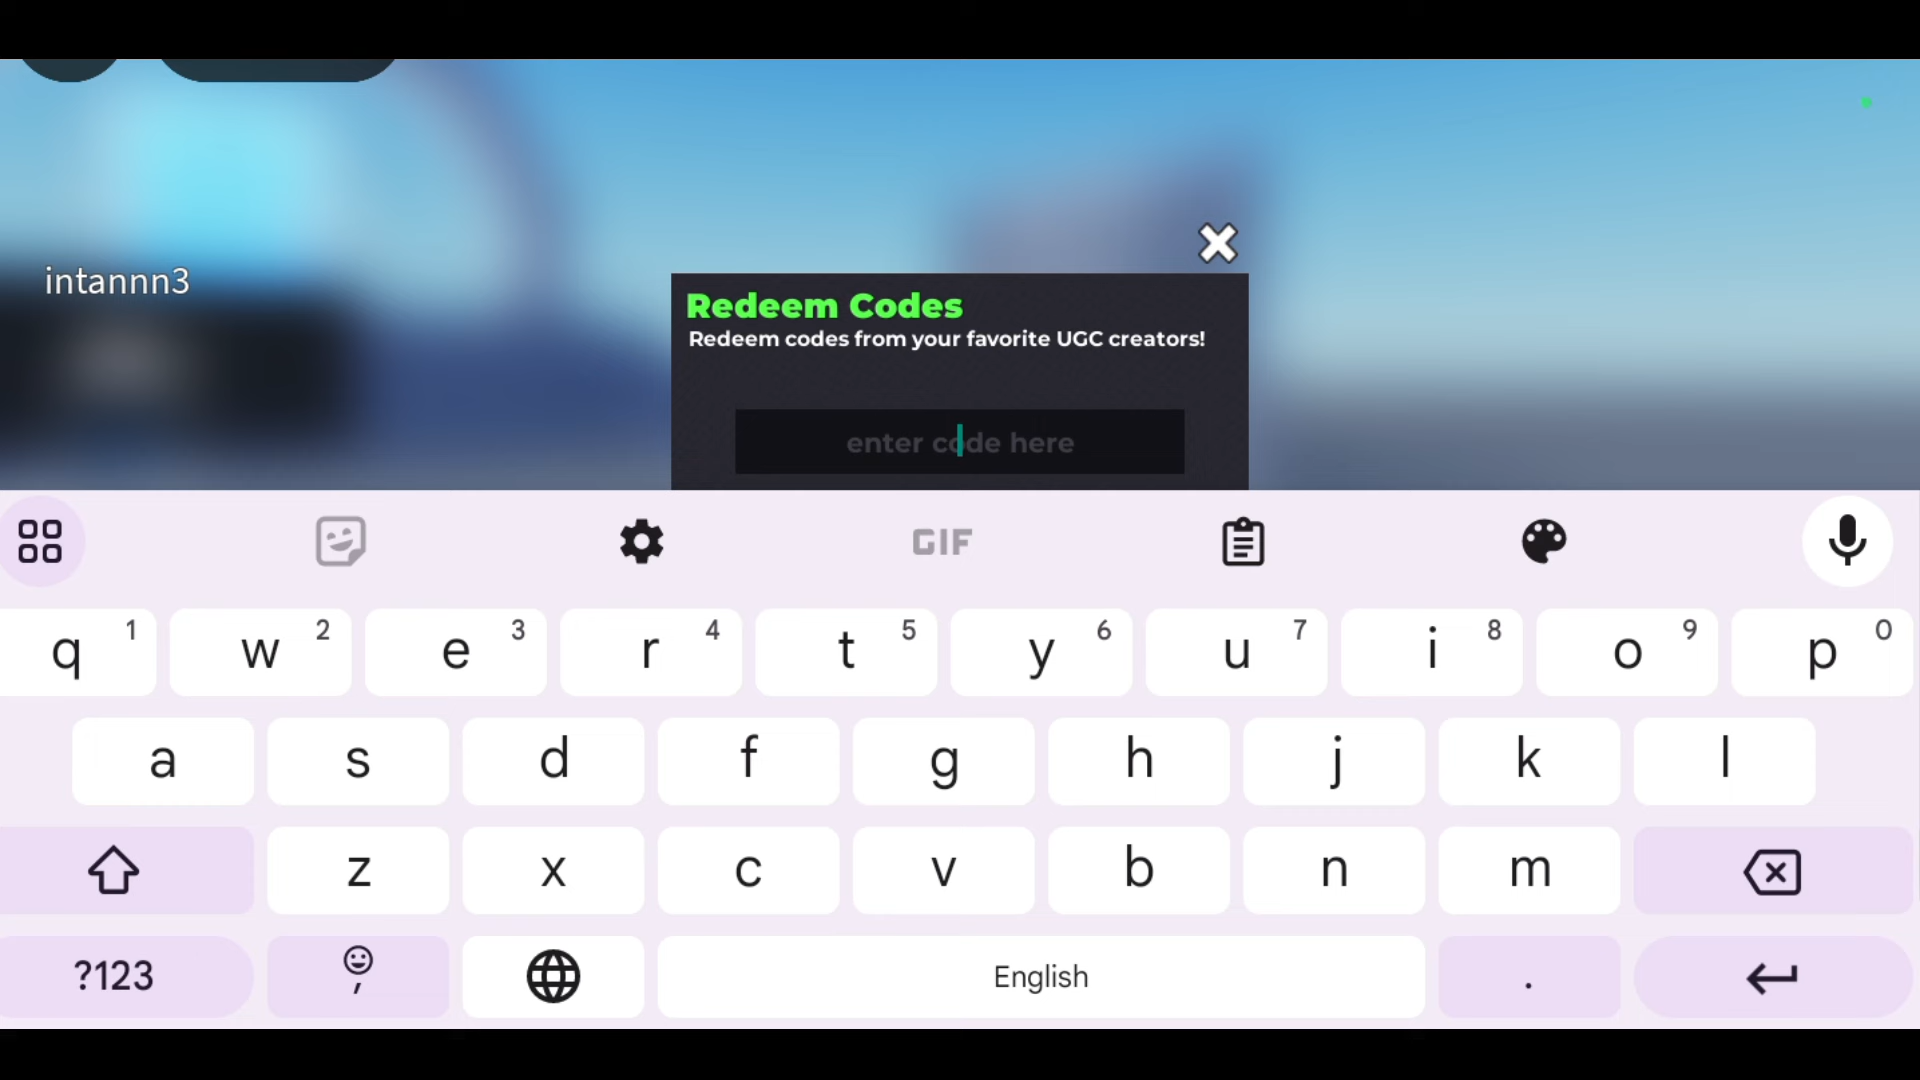 intannn3
Redeem Codes
Redeem codes from your favorite UGC creators!
enter code here
GIF
q 1 w 2 e 3 r 4 t 5 y 6 u 7 i 8 o 9 p 0
a s d f g h j k l
z x c v b n m
?123 , English .